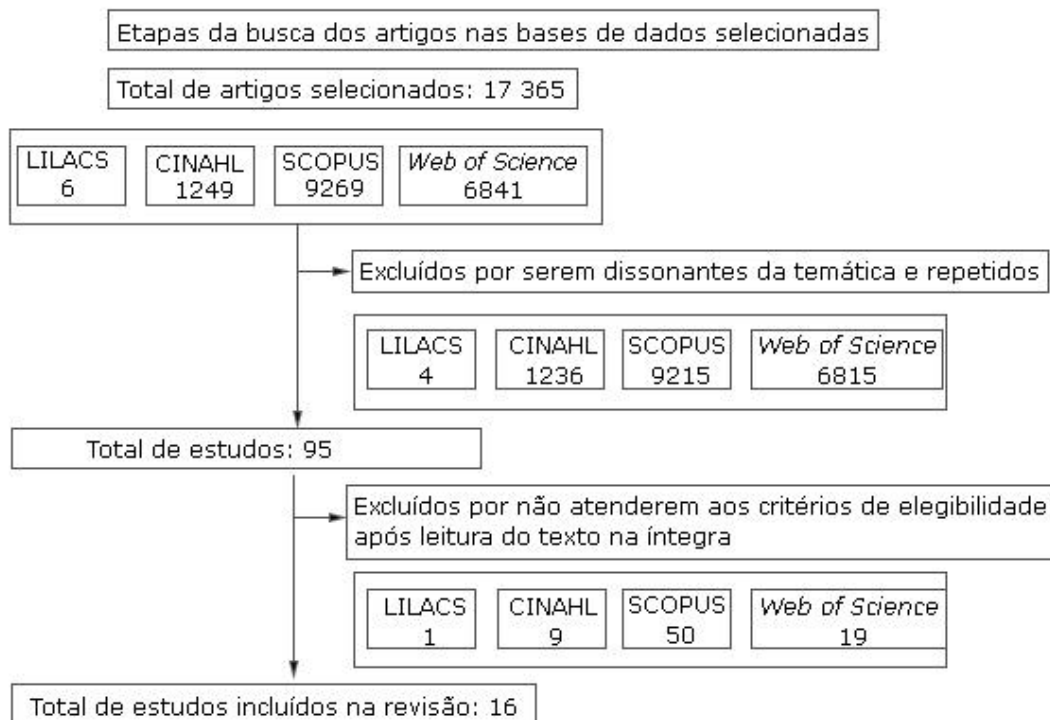 Etapas da busca dos artigos nas bases de dados selecionadas
Total de artigos selecionados: 17 365
LILACS
6
CINAHL
1249
SCOPUS
9269
Web of Science
6841
Excluídos por serem dissonantes da temática e repetidos
LILACS
4
CINAHL
1236
SCOPUS
9215
Web of Science
6815
Total de estudos: 95
Excluídos por não atenderem aos critérios de elegibilidade
após leitura do texto na íntegra
LILACS
1
CINAHL
9
SCOPUS
50
Web of Science
19
Total de estudos incluídos na revisão: 16